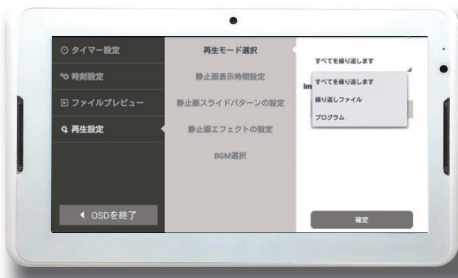 タイマー設定
時刻設定
ファイルプレビュー
再生設定
OSDを終了
再生モード選択
静止画表示時間設定
静止画スライドパターンの設定
静止画エフェクトの設定
BGM選択
すべてを繰り返します
Im
すべてを繰り返します
繰り返しファイル
プログラム
確定